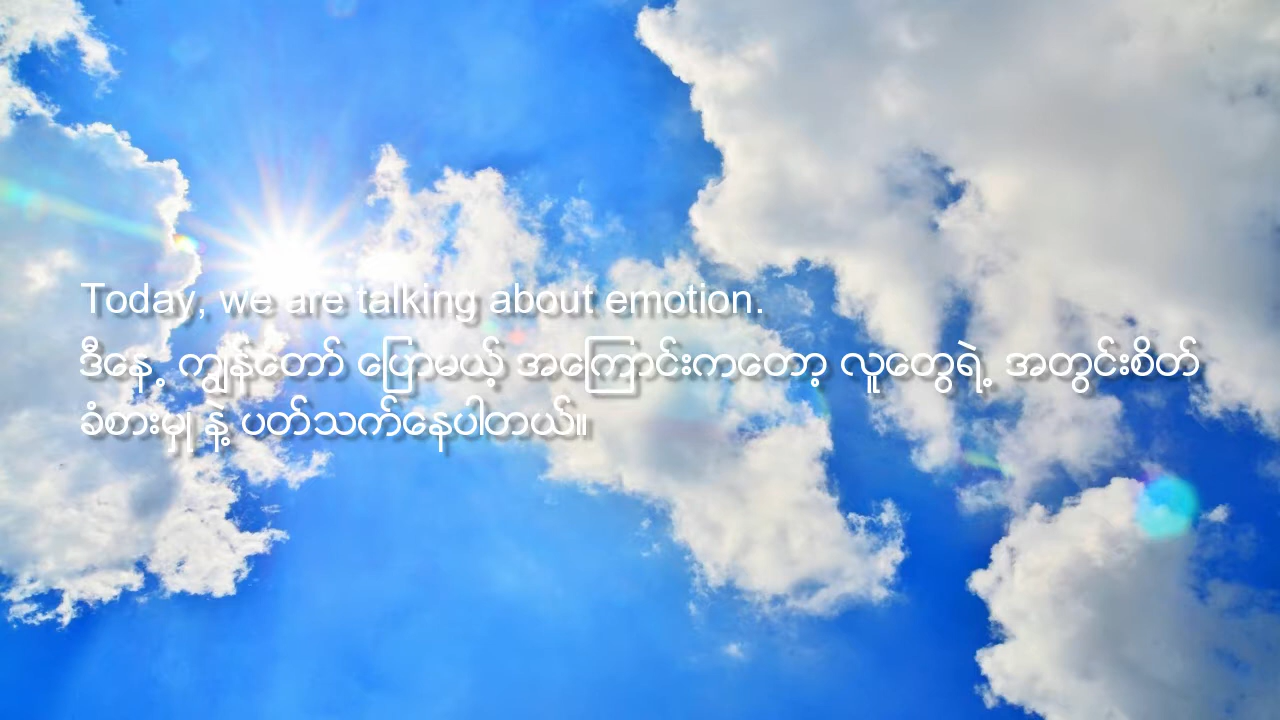 Today, we are talking about emotion.
ဒီနေ့ ကျွန်တော် ပြောမယ့် အကြောင်းကတော့ လူတွေရဲ့ အတွင်းစိတ်
ခံစားမှု နဲ့ ပတ်သက်နေပါတယ်။